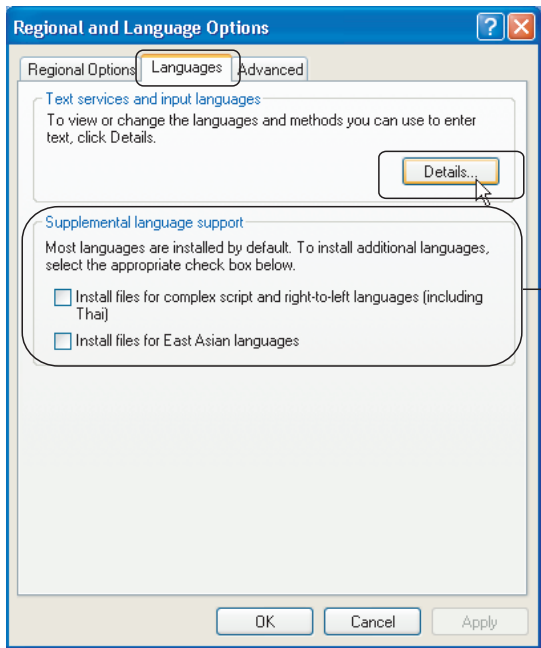 Regional and Language Options
Regional Options Languages Advanced
Text services and input languages
To view or change the languages and methods you can use to enter
text, click Details.
Details...
Supplemental language support
Most languages are installed by default. To install additional languages,
select the appropriate check box below.
Install files for complex script and right-to-left languages (including
Thai)
Install files for East Asian languages
OK Cancel Apply